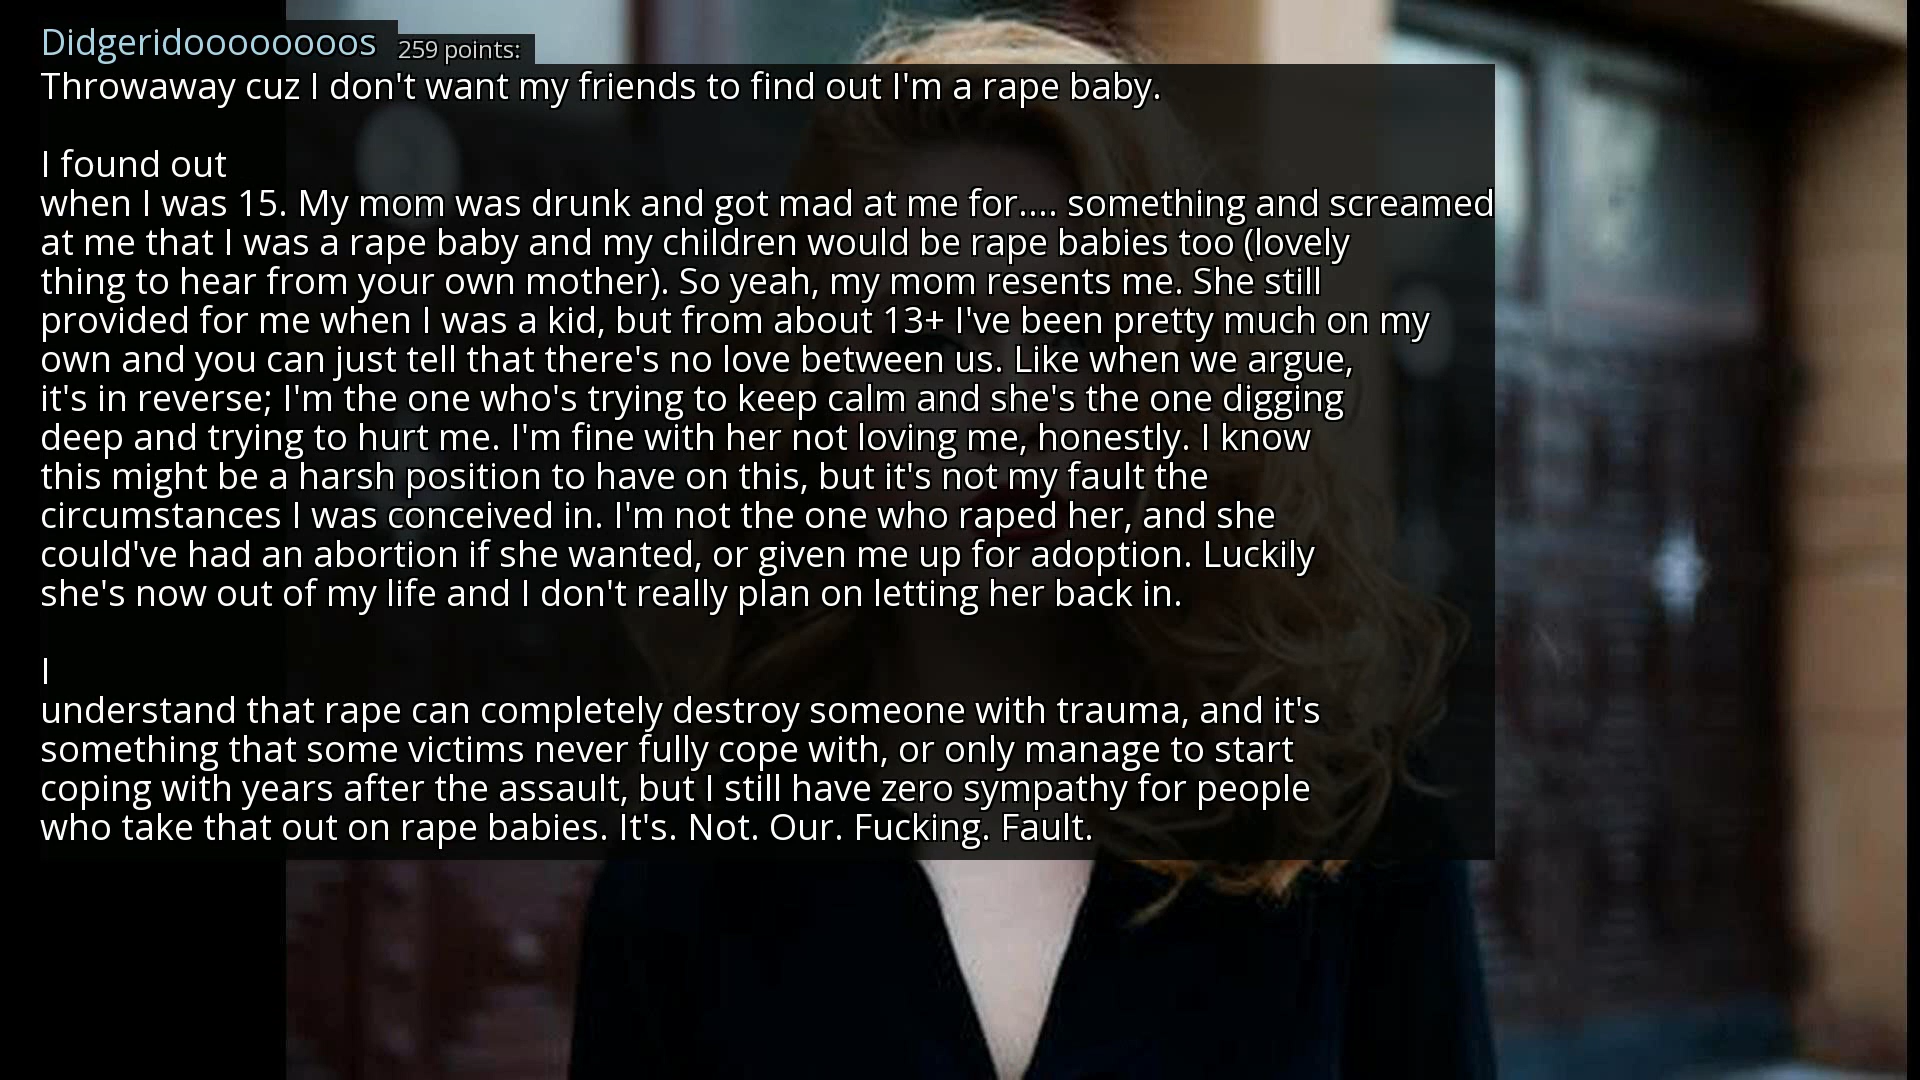 Didgeridoooooooos 259 points:
Throwaway cuz I don't want my friends to find out I'm a rape baby.
I found out
when I was 15. My mom was drunk and got mad at me for.... something and screamed
at me that I was a rape baby and my children would be rape babies too (lovely
thing to hear from your own mother). So yeah, my mom resents me. She still
provided for me when I was a kid, but from about 13+ I've been pretty much on my
own and you can just tell that there's no love between us. Like when we argue,
it's in reverse; I'm the one who's trying to keep calm and she's the one digging
deep and trying to hurt me. I'm fine with her not loving me, honestly. I know
this might be a harsh position to have on this, but it's not my fault the
circumstances I was conceived in. I'm not the one who raped her, and she
could've had an abortion if she wanted, or given me up for adoption. Luckily
she's now out of my life and I don't really plan on letting her back in.
I
understand that rape can completely destroy someone with trauma, and it's
something that some victims never fully cope with, or only manage to start
coping with years after the assault, but I still have zero sympathy for people
who take that out on rape babies. It's. Not. Our. Fucking. Fault.